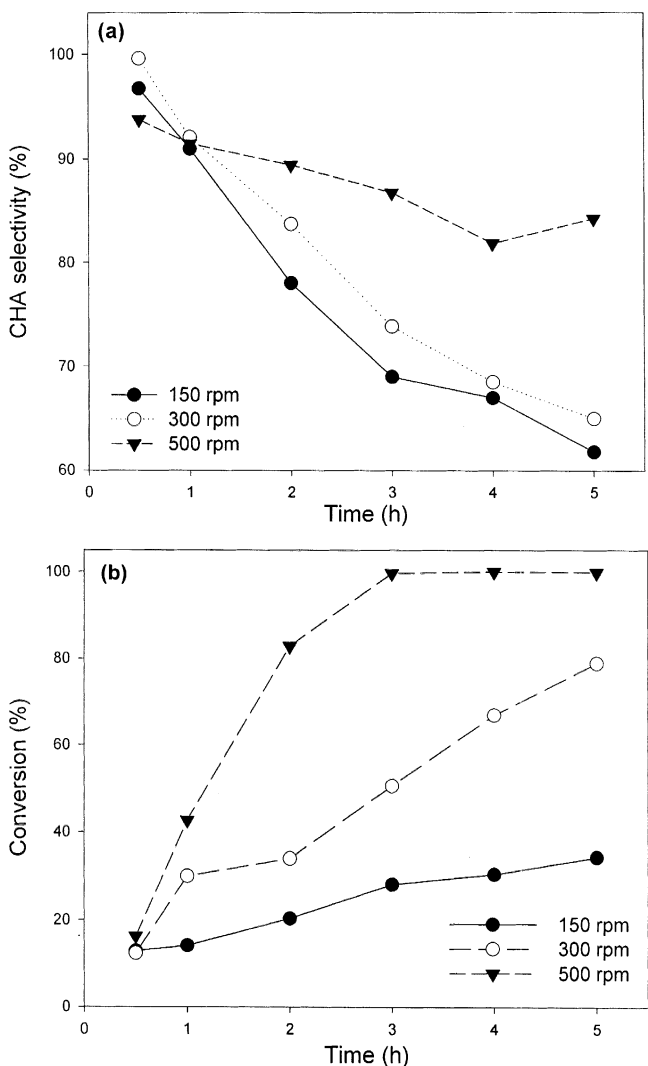 (a)
CHA selectivity (%)
100
90
80
70
60
150 rpm
300 rpm
500 rpm
0 1 2 3 4 5
Time (h)
(b)
Conversion (%)
100
80
60
40
20
0
150 rpm
300 rpm
500 rpm
0 1 2 3 4 5
Time (h)